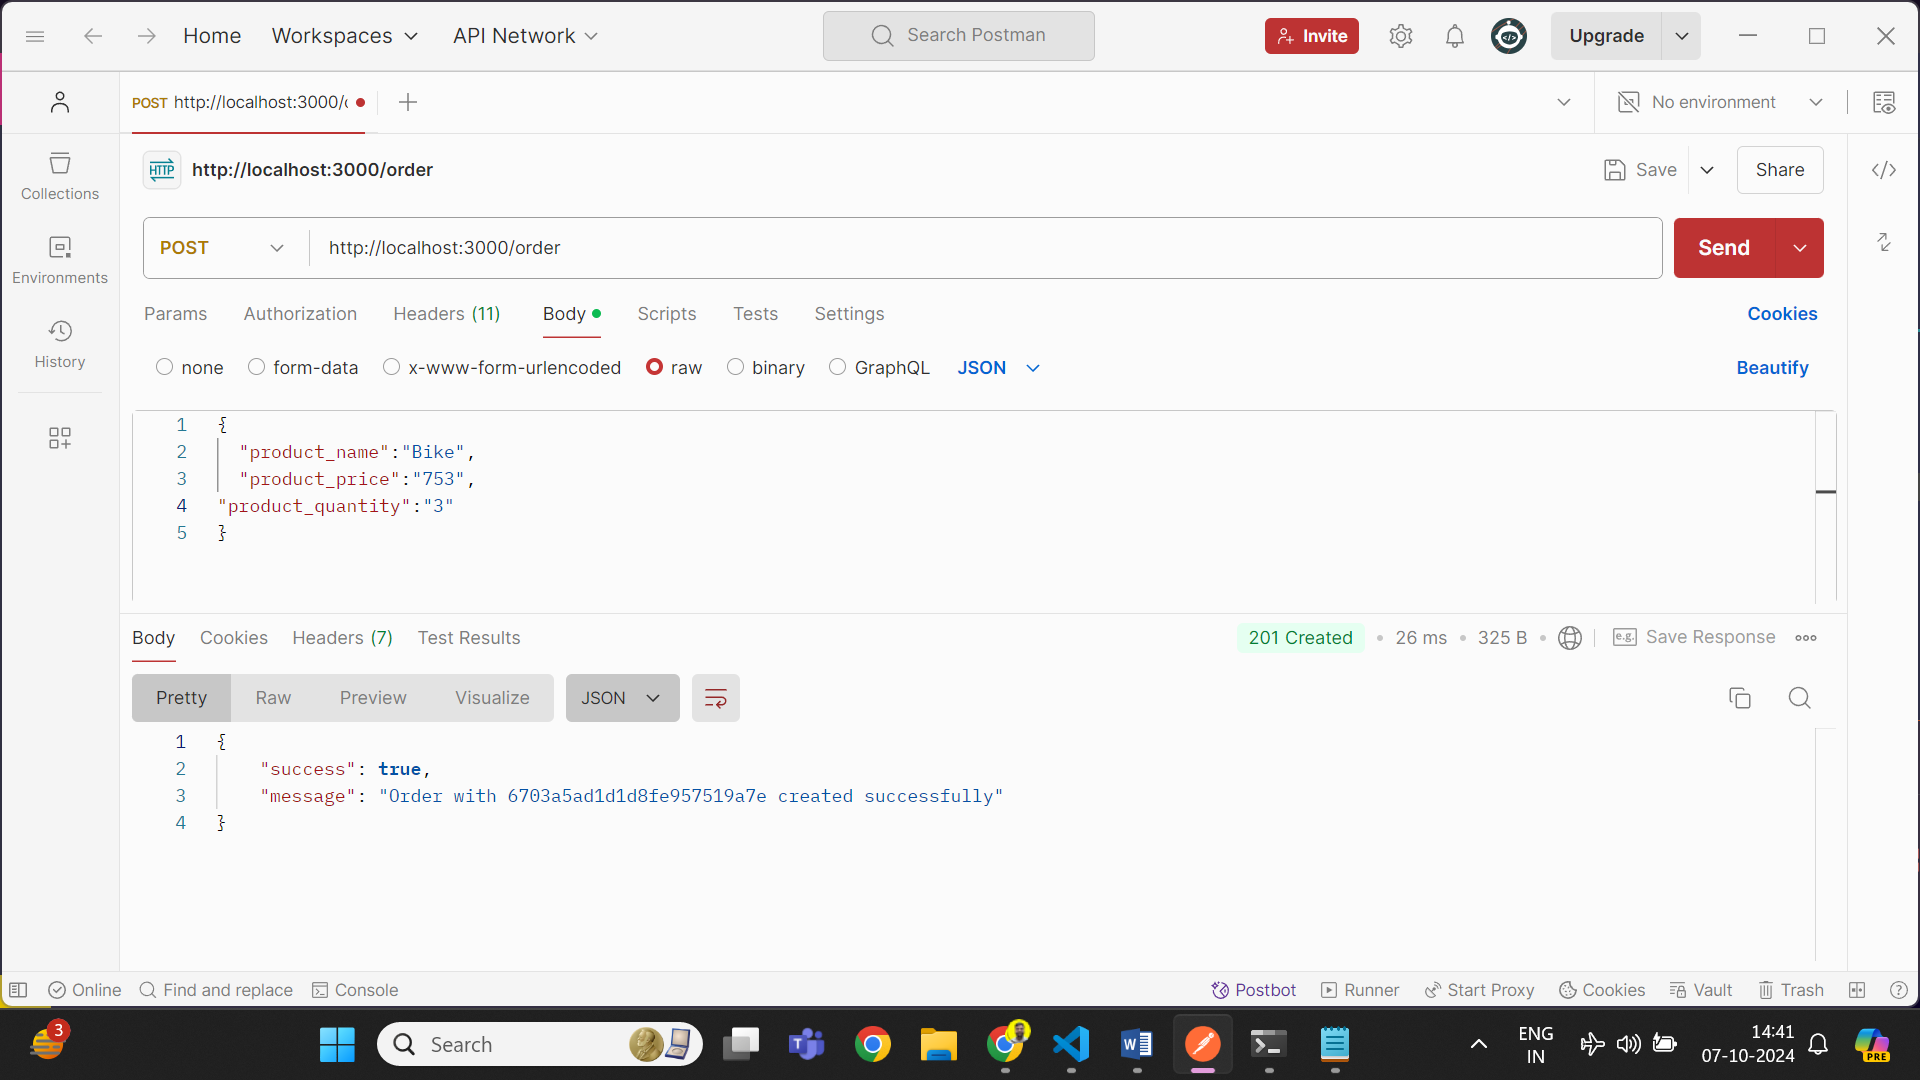 Home Workspaces API Network Search Postman Invite Upgrade
POST http://localhost:3000/ No environment
HTTP http://localhost:3000/order Save Share
Collections
POST http://localhost:3000/order Send
Environments
Params Authorization Headers (11) Body Scripts Tests Settings Cookies
History
none form-data x-www-form-urlencoded raw binary GraphQL JSON Beautify
1 {
2 "product_name":"Bike",
3 "product_price":"753",
4 "product_quantity":"3"
5 }
Body Cookies Headers (7) Test Results 201 Created • 26 ms • 325 B • e.g. Save Response
Pretty Raw Preview Visualize JSON
1 {
2 "success": true,
3 "message": "Order with 6703a5ad1d1d8fe957519a7e created successfully"
4 }
Online Find and replace Console Postbot Runner Start Proxy Cookies Vault Trash
3 Search ENG 14:41
IN 07-10-2024 PRE